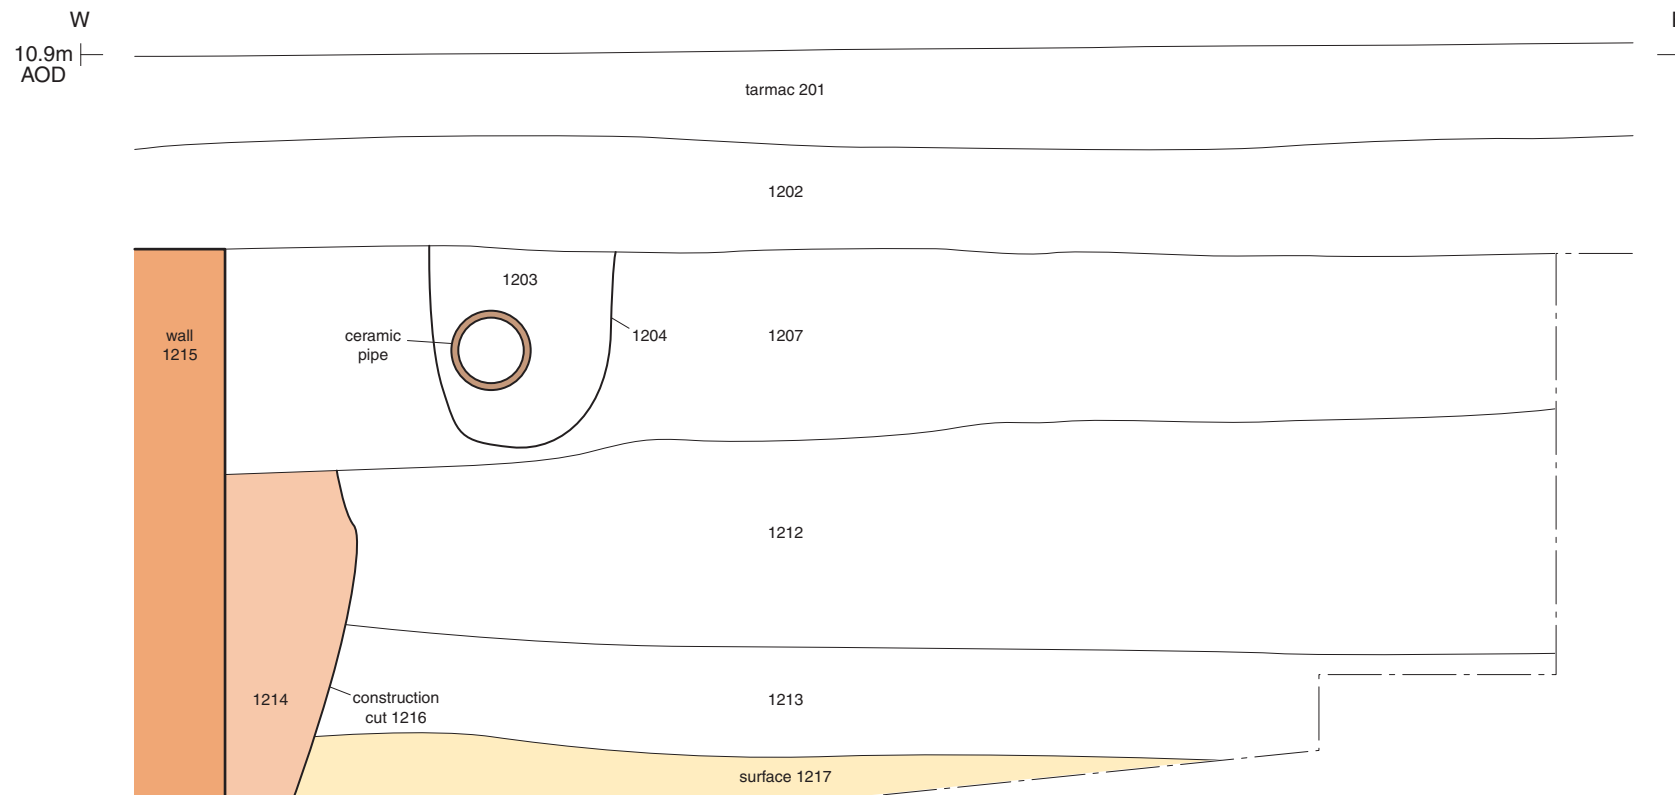 W
10.9m
AOD
tarmac 201
1202
1203
wall
1215
ceramic
pipe
1204
1207
1212
1214
construction
cut 1216
1213
surface 1217